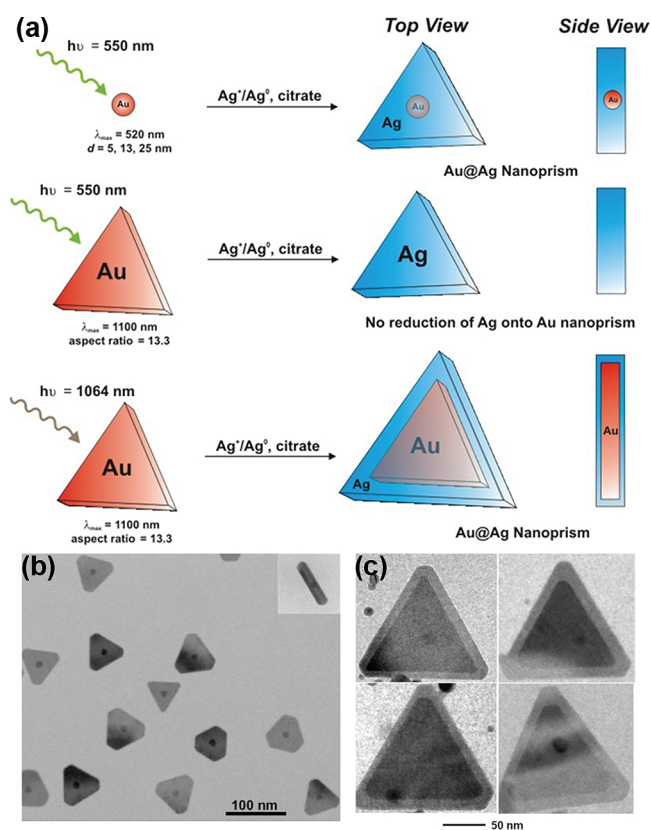 (a)
Top View
Side View
hυ = 550 nm
Au
λmax = 520 nm
d = 5, 13, 25 nm
Ag⁺/Ag⁰, citrate
Au
Ag
Au
Au@Ag Nanoprism
hυ = 550 nm
Au
λmax = 1100 nm
aspect ratio = 13.3
Ag⁺/Ag⁰, citrate
Ag
No reduction of Ag onto Au nanoprism
hυ = 1064 nm
Au
λmax = 1100 nm
aspect ratio = 13.3
Ag⁺/Ag⁰, citrate
Au
Ag
Au
Au@Ag Nanoprism
(b)
100 nm
(c)
50 nm